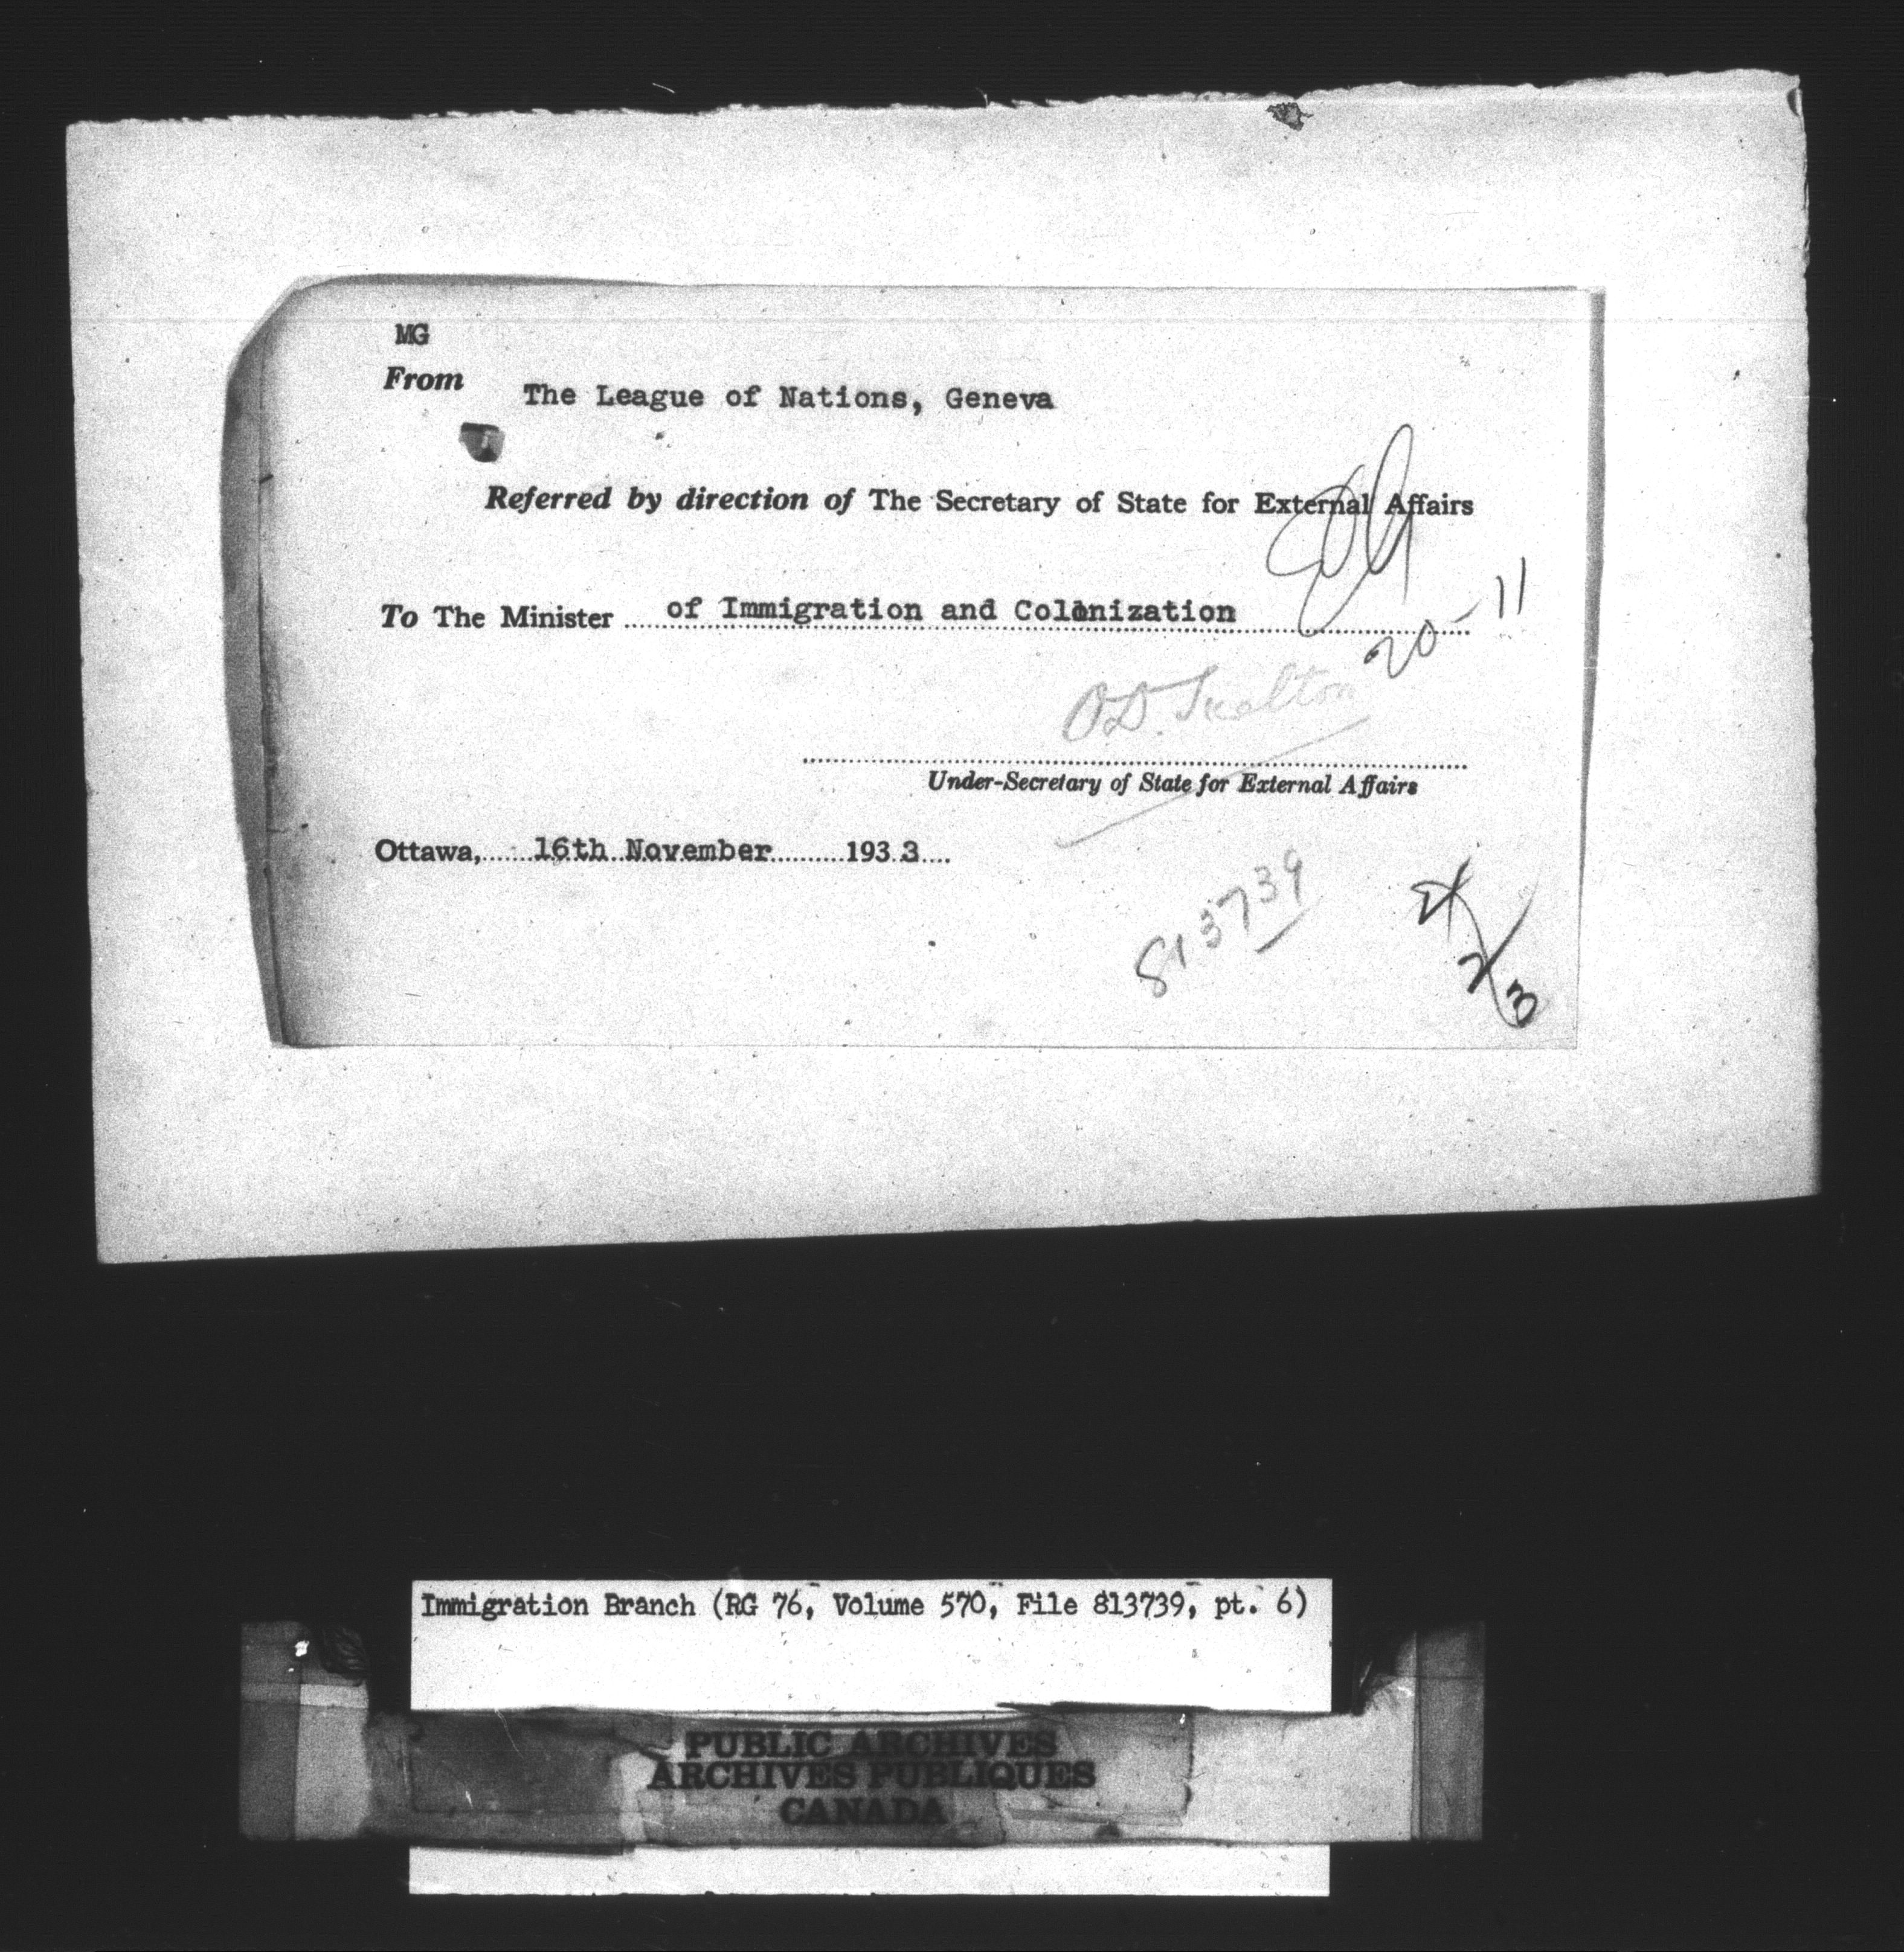 MG
From The League of Nations, Geneva
Referred by direction of The Secretary of State for External Affairs
To The Minister of Immigration and Colonization
20-11
O.D. Skelton
Under-Secretary of State for External Affairs
Ottawa, 16th November 1933
813739
Immigration Branch (RG 76, Volume 570, File 813739, pt. 6)
PUBLIC ARCHIVES
ARCHIVES PUBLIQUES
CANADA